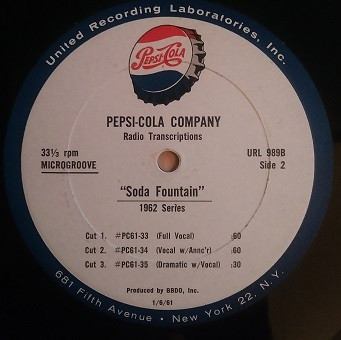 United Recording Laboratories, Inc.
PEPSI-COLA
PEPSI-COLA COMPANY
Radio Transcriptions
33⅓ rpm URL 989B
MICROGROOVE Side 2
"Soda Fountain"
1962 Series
Cut 1. #PC61-33 (Full Vocal) :60
Cut 2. #PC61-34 (Vocal w/Annc'r) :60
Cut 3. #PC61-35 (Dramatic w/Vocal) :30
Produced by BBDO, Inc.
1/6/61
681 Fifth Avenue • New York 22, N.Y.